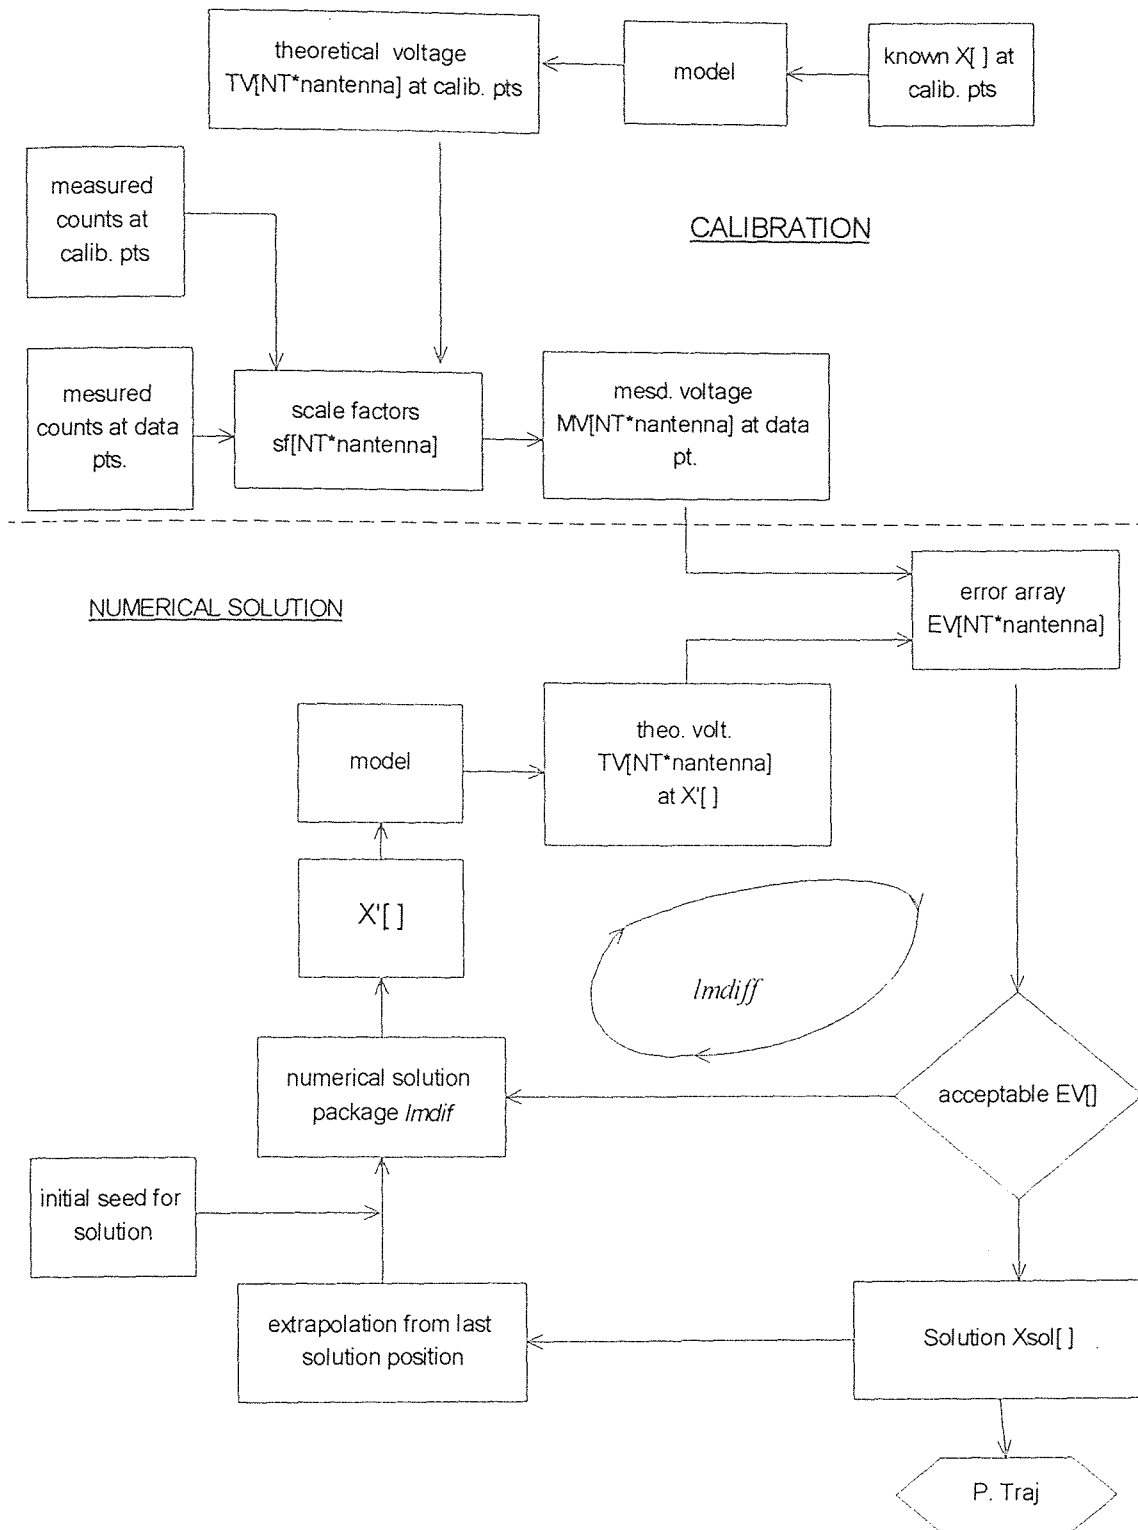 theoretical voltage
TV[NT*nantenna] at calib. pts
model
known X[ ] at
calib. pts
measured
counts at
calib. pts
CALIBRATION
mesured
counts at data
pts.
scale factors
sf[NT*nantenna]
mesd. voltage
MV[NT*nantenna] at data
pt.
NUMERICAL SOLUTION
error array
EV[NT*nantenna]
model
theo. volt.
TV[NT*nantenna]
at X'[ ]
X'[ ]
lmdiff
numerical solution
package lmdif
acceptable EV[]
initial seed for
solution
extrapolation from last
solution position
Solution Xsol[ ]
P. Traj